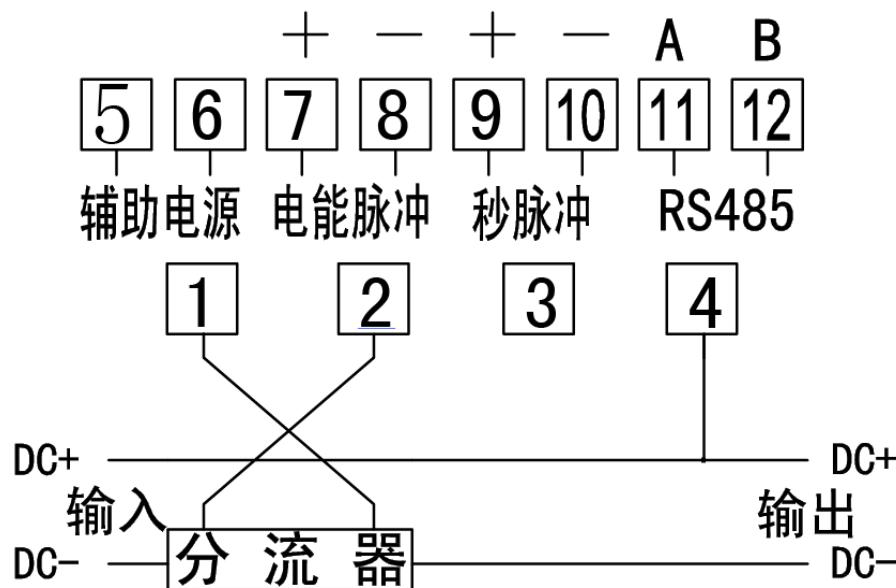 + − + − A B
5 6 7 8 9 10 11 12
辅助电源 电能脉冲 秒脉冲 RS485
1 2 3 4
DC+ DC+
输入 输出
DC- 分流器 DC-